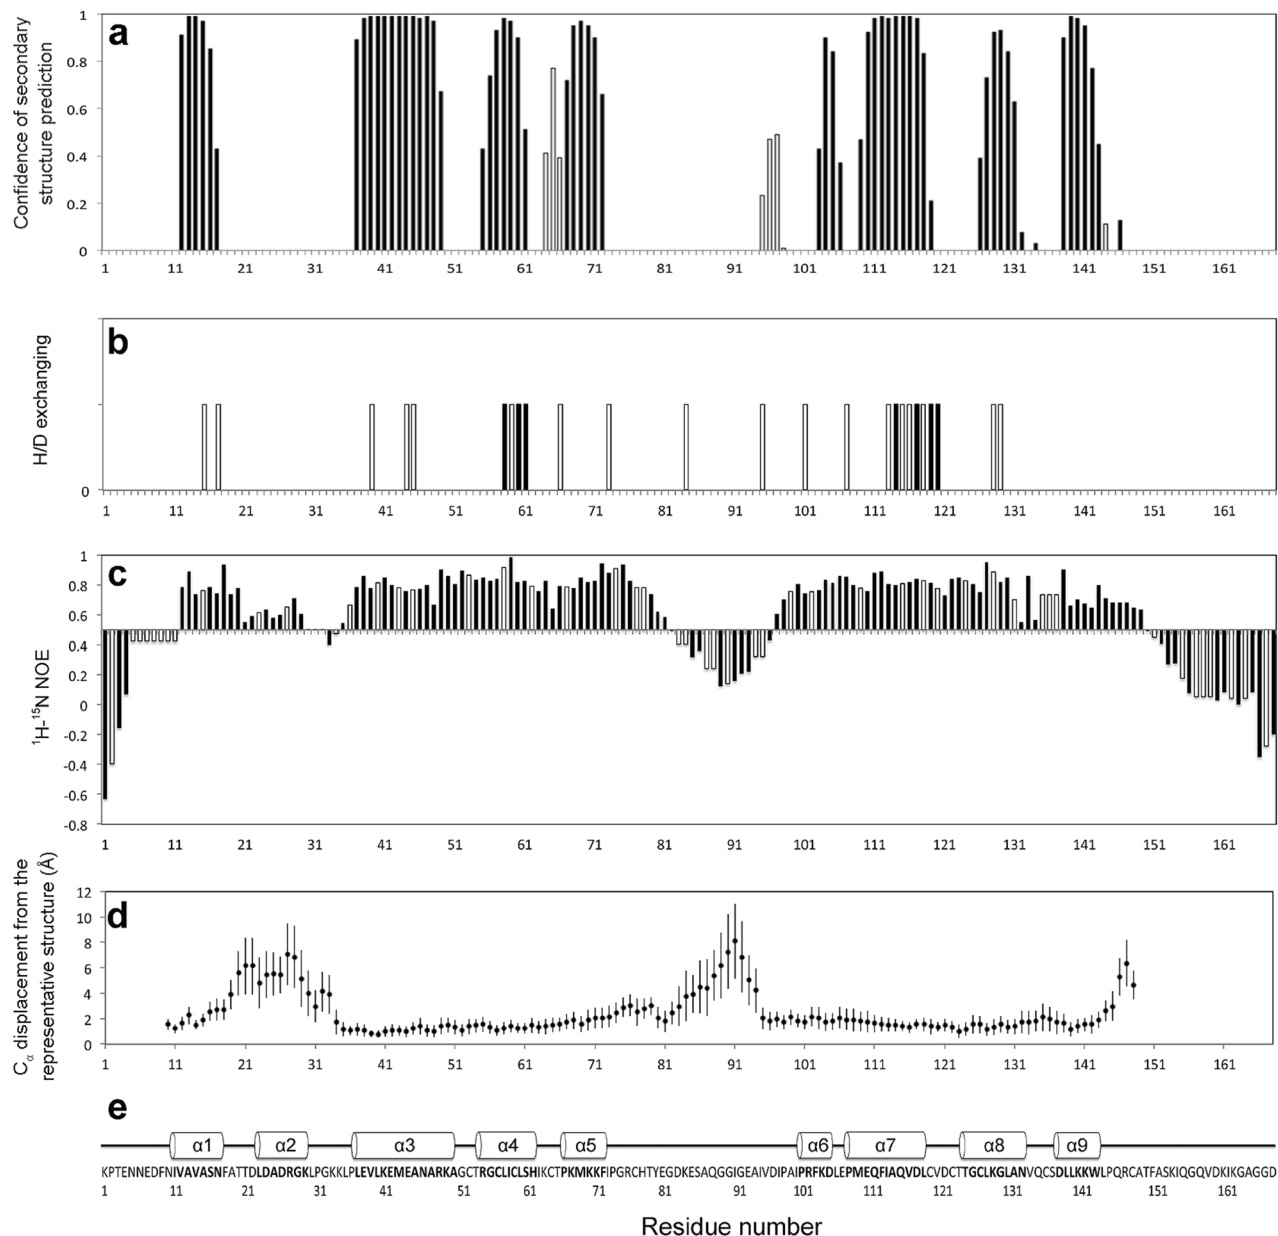 a
Confidence of secondary
structure prediction
1
0.8
0.6
0.4
0.2
0
1 11 21 31 41 51 61 71 81 91 101 111 121 131 141 151 161
b
H/D exchanging
0
1 11 21 31 41 51 61 71 81 91 101 111 121 131 141 151 161
c
¹H-¹⁵N NOE
1
0.8
0.6
0.4
0.2
0
-0.2
-0.4
-0.6
-0.8
1 11 21 31 41 51 61 71 81 91 101 111 121 131 141 151 161
d
Cα displacement from the
representative structure (Å)
12
10
8
6
4
2
0
1 11 21 31 41 51 61 71 81 91 101 111 121 131 141 151 161
e
α1 α2 α3 α4 α5 α6 α7 α8 α9
KPTENNEDFNIVAVASNFATTDLDADRGKLPGKKLPLEVLKEMEANARKAGCTRGCLICLSHIKCTPKMKKFIPGRCHTYEGDKESAQGGIGEAIVDIPAIPRFKDLEPMEQFIAQVDLCVDCTTGCLKGLANVQCSDLLKKWLPQRCATFASKIQGQVDKIKGAGGD
1 11 21 31 41 51 61 71 81 91 101 111 121 131 141 151 161
Residue number